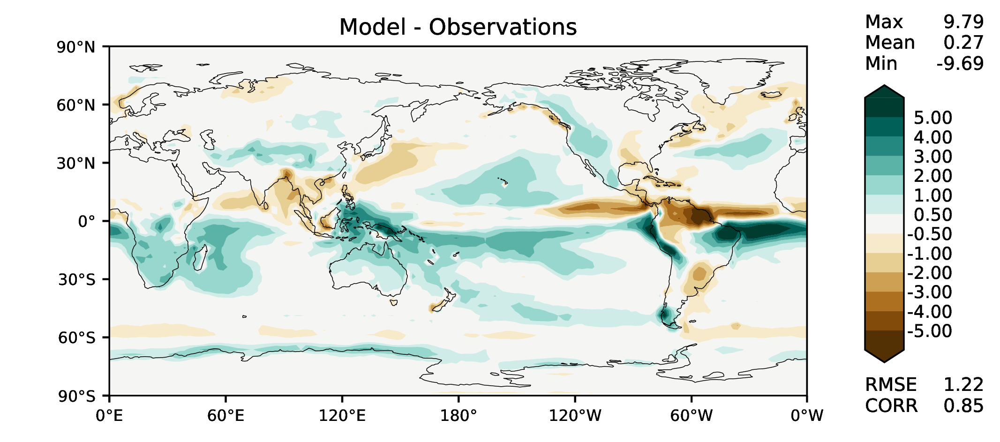 Model - Observations
Max 9.79
Mean 0.27
Min -9.69
90°N
60°N
30°N
0°
30°S
60°S
90°S
0°E 60°E 120°E 180° 120°W 60°W 0°W
5.00
4.00
3.00
2.00
1.00
0.50
-0.50
-1.00
-2.00
-3.00
-4.00
-5.00
RMSE 1.22
CORR 0.85